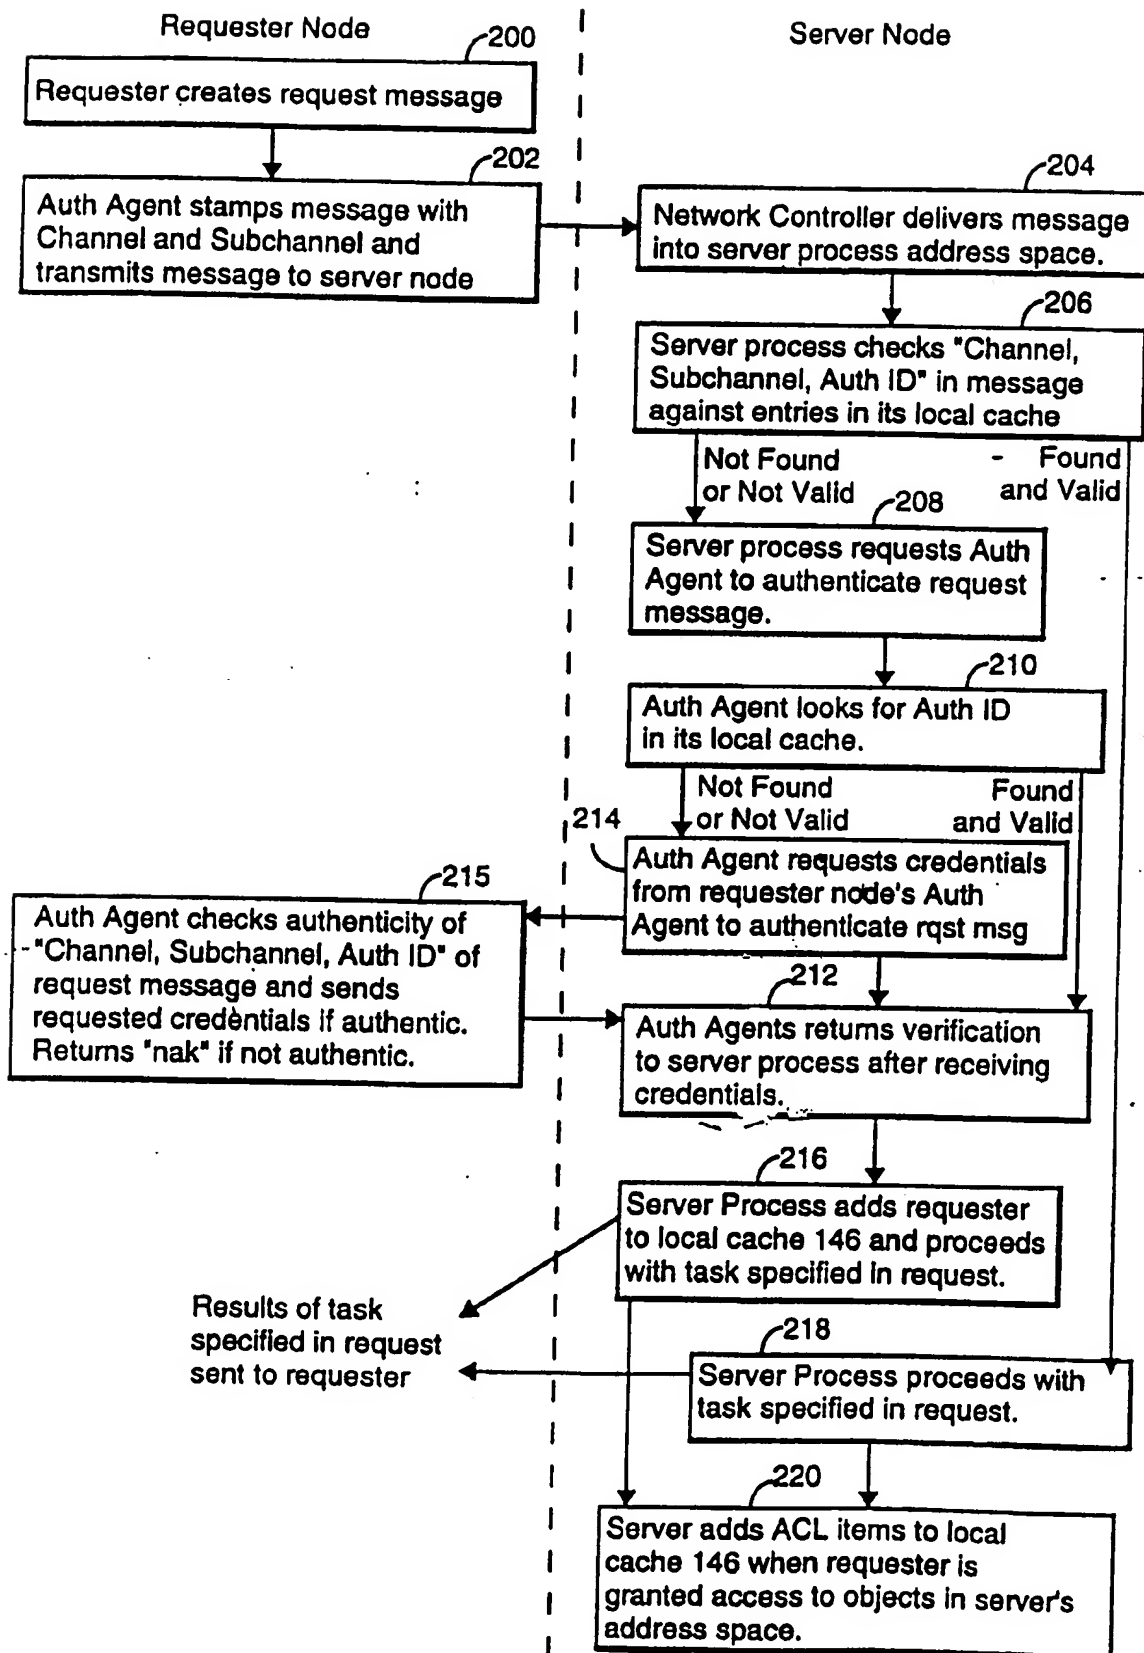 Requester Node
Server Node
200
Requester creates request message
202
Auth Agent stamps message with
Channel and Subchannel and
transmits message to server node
204
Network Controller delivers message
into server process address space.
206
Server process checks "Channel,
Subchannel, Auth ID" in message
against entries in its local cache
Not Found
or Not Valid
Found
and Valid
208
Server process requests Auth
Agent to authenticate request
message.
210
Auth Agent looks for Auth ID
in its local cache.
Not Found
or Not Valid
Found
and Valid
214
Auth Agent requests credentials
from requester node's Auth
Agent to authenticate rqst msg
215
Auth Agent checks authenticity of
"Channel, Subchannel, Auth ID" of
request message and sends
requested credentials if authentic.
Returns "nak" if not authentic.
212
Auth Agents returns verification
to server process after receiving
credentials.
216
Server Process adds requester
to local cache 146 and proceeds
with task specified in request.
Results of task
specified in request
sent to requester
218
Server Process proceeds with
task specified in request.
220
Server adds ACL items to local
cache 146 when requester is
granted access to objects in server's
address space.